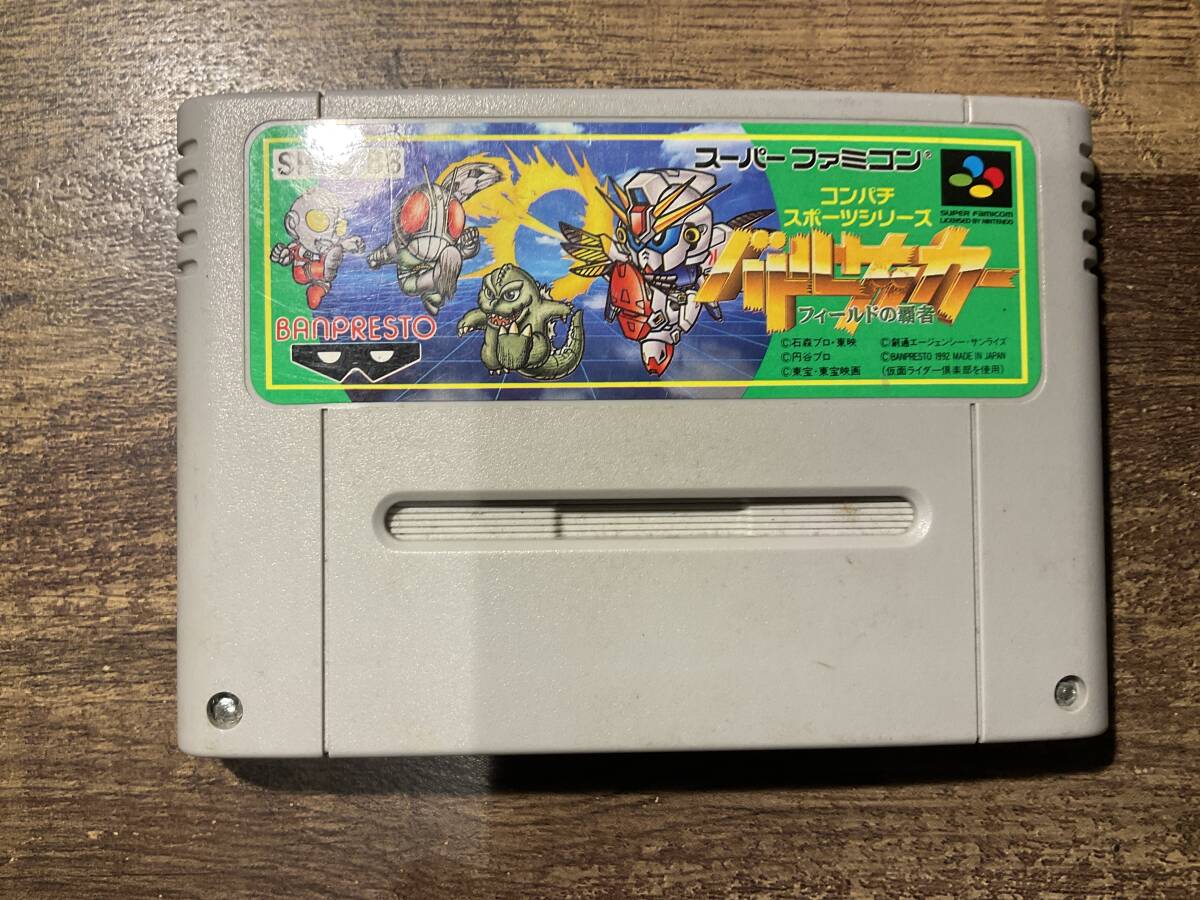 スーパーファミコン®
コンパチ
スポーツシリーズ
バトルサッカー
フィールドの覇者
SUPER FAMICOM
LICENSED BY NINTENDO
BANPRESTO
©石森プロ・東映
©円谷プロ
©東宝・東宝映画
©創通エージェンシー・サンライズ
©BANPRESTO 1992 MADE IN JAPAN
(仮面ライダー倶楽部を使用)